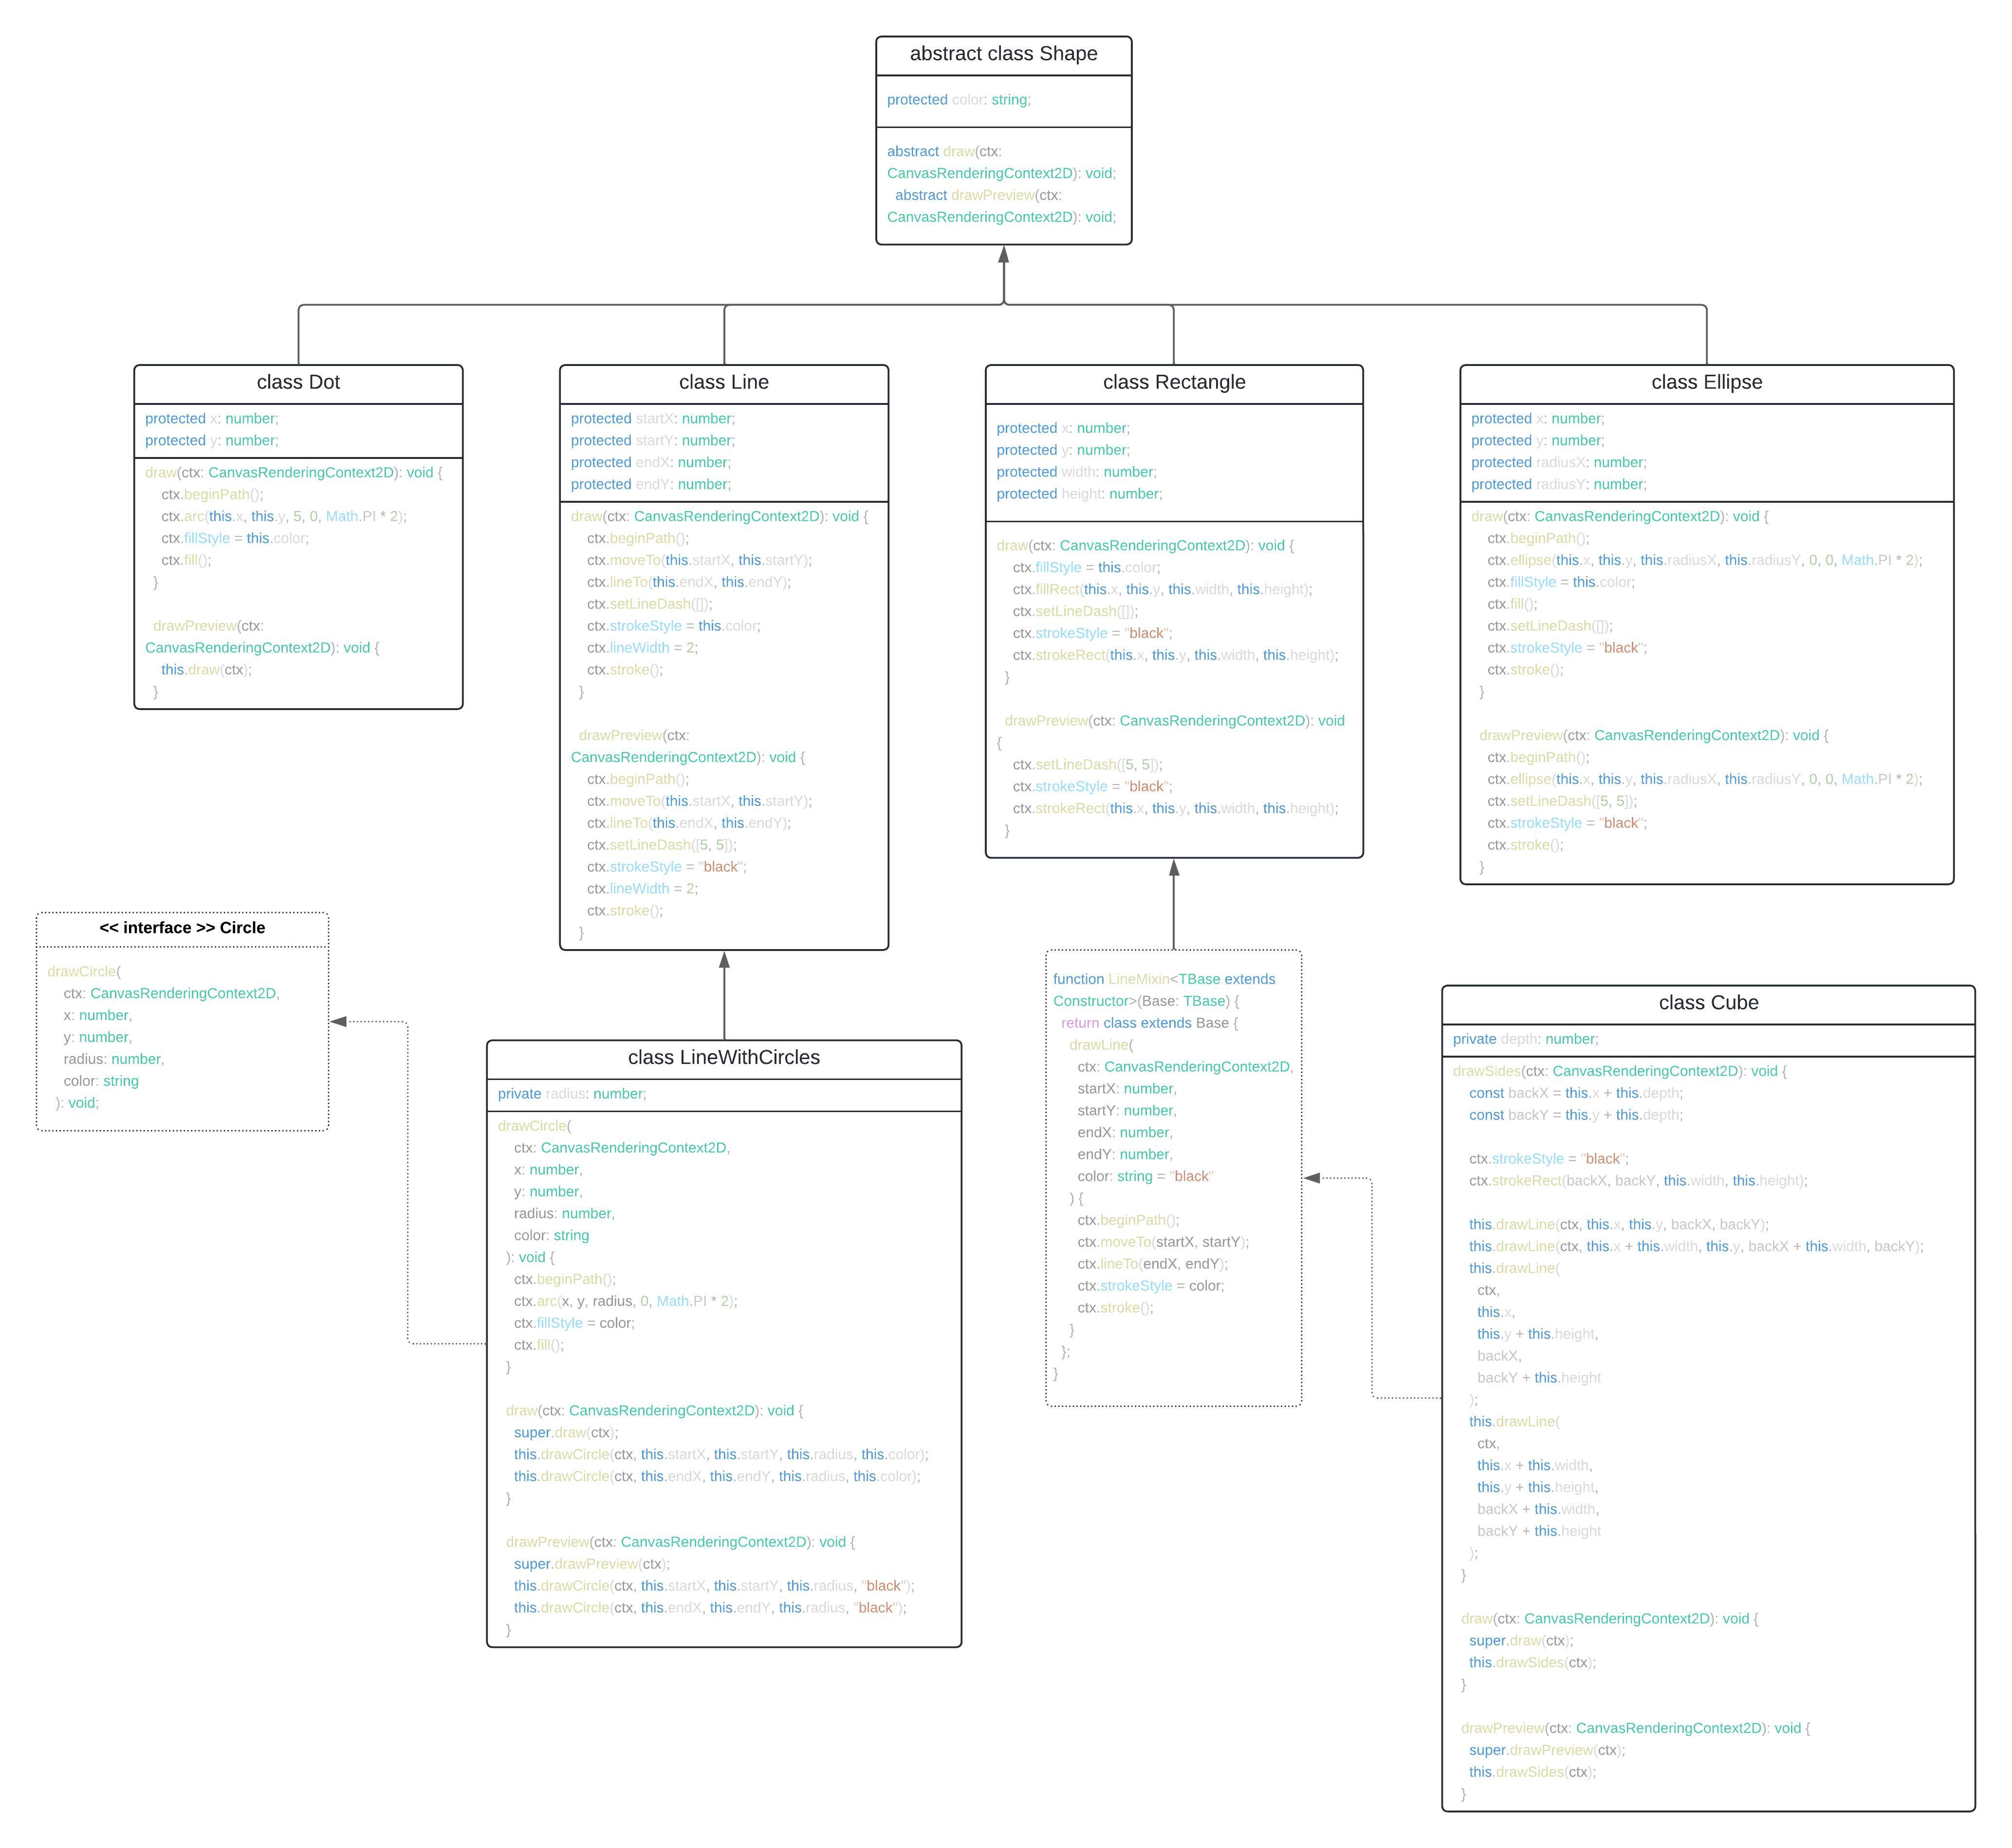 abstract class Shape
protected color: string;
abstract draw(ctx:
CanvasRenderingContext2D): void;
abstract drawPreview(ctx:
CanvasRenderingContext2D): void;
class Dot
protected x: number;
protected y: number;
draw(ctx: CanvasRenderingContext2D): void {
ctx.beginPath();
ctx.arc(this.x, this.y, 5, 0, Math.PI * 2);
ctx.fillStyle = this.color;
ctx.fill();
}
drawPreview(ctx:
CanvasRenderingContext2D): void {
this.draw(ctx);
}
class Line
protected startX: number;
protected startY: number;
protected endX: number;
protected endY: number;
draw(ctx: CanvasRenderingContext2D): void {
ctx.beginPath();
ctx.moveTo(this.startX, this.startY);
ctx.lineTo(this.endX, this.endY);
ctx.setLineDash([]);
ctx.strokeStyle = this.color;
ctx.lineWidth = 2;
ctx.stroke();
}
drawPreview(ctx:
CanvasRenderingContext2D): void {
ctx.beginPath();
ctx.moveTo(this.startX, this.startY);
ctx.lineTo(this.endX, this.endY);
ctx.setLineDash([5, 5]);
ctx.strokeStyle = "black";
ctx.lineWidth = 2;
ctx.stroke();
}
class Rectangle
protected x: number;
protected y: number;
protected width: number;
protected height: number;
draw(ctx: CanvasRenderingContext2D): void {
ctx.fillStyle = this.color;
ctx.fillRect(this.x, this.y, this.width, this.height);
ctx.setLineDash([]);
ctx.strokeStyle = "black";
ctx.strokeRect(this.x, this.y, this.width, this.height);
}
drawPreview(ctx: CanvasRenderingContext2D): void
{
ctx.setLineDash([5, 5]);
ctx.strokeStyle = "black";
ctx.strokeRect(this.x, this.y, this.width, this.height);
}
class Ellipse
protected x: number;
protected y: number;
protected radiusX: number;
protected radiusY: number;
draw(ctx: CanvasRenderingContext2D): void {
ctx.beginPath();
ctx.ellipse(this.x, this.y, this.radiusX, this.radiusY, 0, 0, Math.PI * 2);
ctx.fillStyle = this.color;
ctx.fill();
ctx.setLineDash([]);
ctx.strokeStyle = "black";
ctx.stroke();
}
drawPreview(ctx: CanvasRenderingContext2D): void {
ctx.beginPath();
ctx.ellipse(this.x, this.y, this.radiusX, this.radiusY, 0, 0, Math.PI * 2);
ctx.setLineDash([5, 5]);
ctx.strokeStyle = "black";
ctx.stroke();
}
<< interface >> Circle
drawCircle(
ctx: CanvasRenderingContext2D,
x: number,
y: number,
radius: number,
color: string
): void;
class LineWithCircles
private radius: number;
drawCircle(
ctx: CanvasRenderingContext2D,
x: number,
y: number,
radius: number,
color: string
): void {
ctx.beginPath();
ctx.arc(x, y, radius, 0, Math.PI * 2);
ctx.fillStyle = color;
ctx.fill();
}
draw(ctx: CanvasRenderingContext2D): void {
super.draw(ctx);
this.drawCircle(ctx, this.startX, this.startY, this.radius, this.color);
this.drawCircle(ctx, this.endX, this.endY, this.radius, this.color);
}
drawPreview(ctx: CanvasRenderingContext2D): void {
super.drawPreview(ctx);
this.drawCircle(ctx, this.startX, this.startY, this.radius, "black");
this.drawCircle(ctx, this.endX, this.endY, this.radius, "black");
}
function LineMixin<TBase extends
Constructor>(Base: TBase) {
return class extends Base {
drawLine(
ctx: CanvasRenderingContext2D,
startX: number,
startY: number,
endX: number,
endY: number,
color: string = "black"
) {
ctx.beginPath();
ctx.moveTo(startX, startY);
ctx.lineTo(endX, endY);
ctx.strokeStyle = color;
ctx.stroke();
}
};
}
class Cube
private depth: number;
drawSides(ctx: CanvasRenderingContext2D): void {
const backX = this.x + this.depth;
const backY = this.y + this.depth;
ctx.strokeStyle = "black";
ctx.strokeRect(backX, backY, this.width, this.height);
this.drawLine(ctx, this.x, this.y, backX, backY);
this.drawLine(ctx, this.x + this.width, this.y, backX + this.width, backY);
this.drawLine(
ctx,
this.x,
this.y + this.height,
backX,
backY + this.height
);
this.drawLine(
ctx,
this.x + this.width,
this.y + this.height,
backX + this.width,
backY + this.height
);
}
draw(ctx: CanvasRenderingContext2D): void {
super.draw(ctx);
this.drawSides(ctx);
}
drawPreview(ctx: CanvasRenderingContext2D): void {
super.drawPreview(ctx);
this.drawSides(ctx);
}